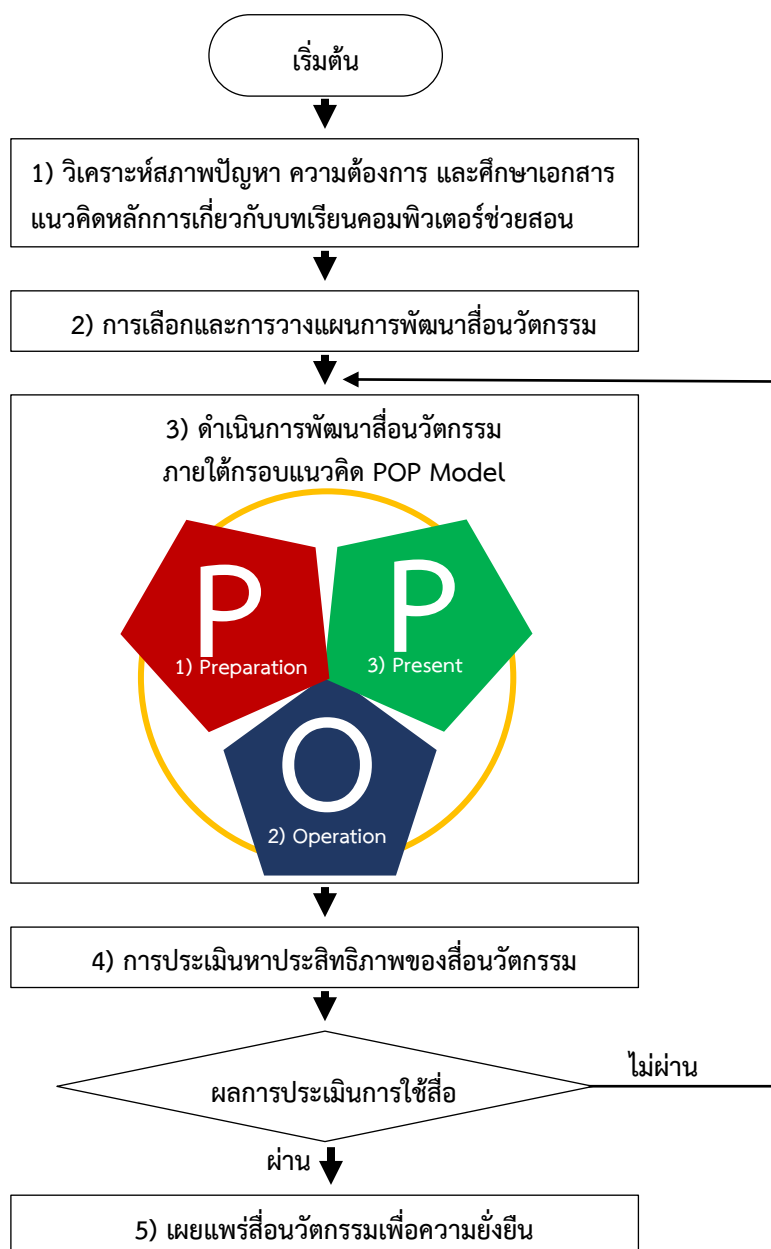 เริ่มต้น
1) วิเคราะห์สภาพปัญหา ความต้องการ และศึกษาเอกสาร
แนวคิดหลักการเกี่ยวกับบทเรียนคอมพิวเตอร์ช่วยสอน
2) การเลือกและการวางแผนการพัฒนาสื่อนวัตกรรม
3) ดำเนินการพัฒนาสื่อนวัตกรรม
ภายใต้กรอบแนวคิด POP Model
P
1) Preparation
P
3) Present
O
2) Operation
4) การประเมินหาประสิทธิภาพของสื่อนวัตกรรม
ผลการประเมินการใช้สื่อ
ไม่ผ่าน
ผ่าน
5) เผยแพร่สื่อนวัตกรรมเพื่อความยั่งยืน